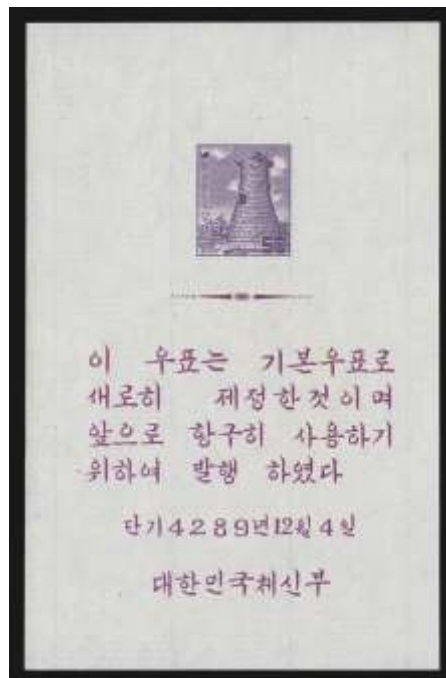 이 우표는 기본우표로
새로히 제정한것이며
앞으로 항구히 사용하기
위하여 발행 하였다
단기4289년12월4일
대한민국체신부